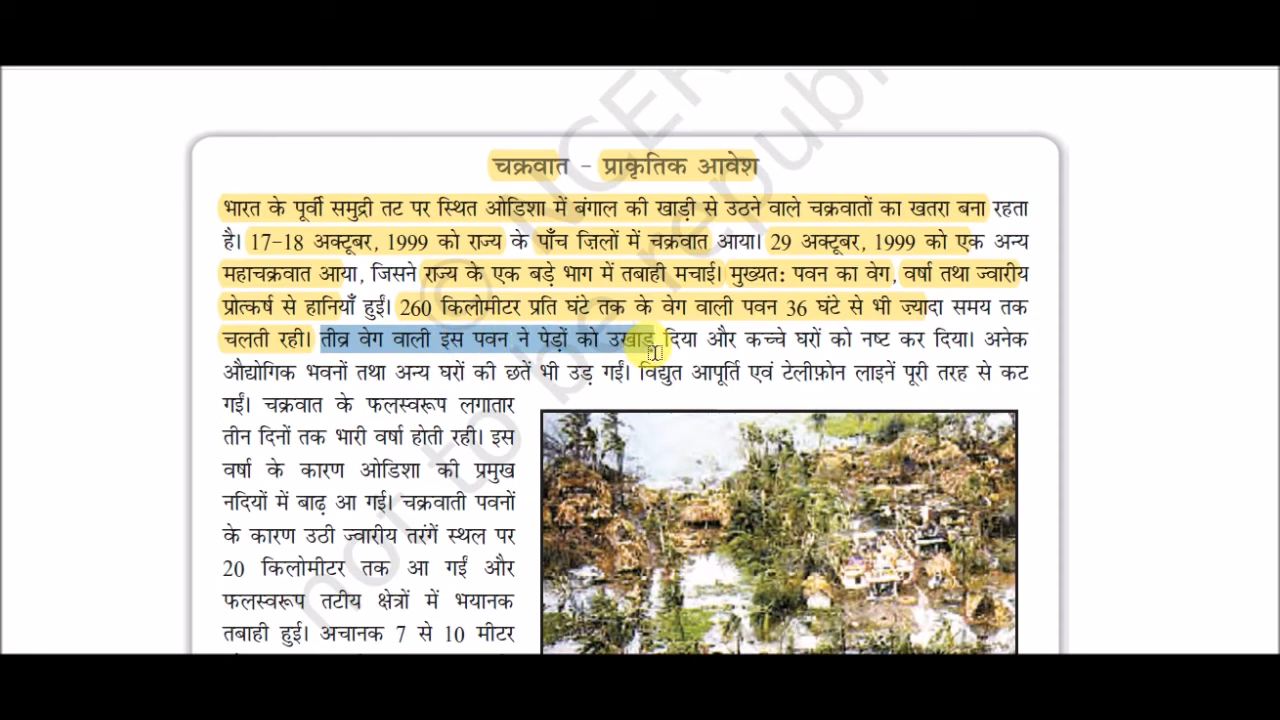 चक्रवात – प्राकृतिक आवेश
भारत के पूर्वी समुद्री तट पर स्थित ओडिशा में बंगाल की खाड़ी से उठने वाले चक्रवातों का खतरा बना रहता
है। 17-18 अक्टूबर, 1999 को राज्य के पाँच ज़िलों में चक्रवात आया। 29 अक्टूबर, 1999 को एक अन्य
महाचक्रवात आया, जिसने राज्य के एक बड़े भाग में तबाही मचाई। मुख्यत: पवन का वेग, वर्षा तथा ज्वारीय
प्रोत्कर्ष से हानियाँ हुईं। 260 किलोमीटर प्रति घंटे तक के वेग वाली पवन 36 घंटे से भी ज़्यादा समय तक
चलती रही। तीव्र वेग वाली इस पवन ने पेड़ों को उखाड़ दिया और कच्चे घरों को नष्ट कर दिया। अनेक
औद्योगिक भवनों तथा अन्य घरों की छतें भी उड़ गईं। विद्युत आपूर्ति एवं टेलीफ़ोन लाइनें पूरी तरह से कट
गईं। चक्रवात के फलस्वरूप लगातार
तीन दिनों तक भारी वर्षा होती रही। इस
वर्षा के कारण ओडिशा की प्रमुख
नदियों में बाढ़ आ गई। चक्रवाती पवनों
के कारण उठी ज्वारीय तरंगें स्थल पर
20 किलोमीटर तक आ गईं और
फलस्वरूप तटीय क्षेत्रों में भयानक
तबाही हुई। अचानक 7 से 10 मीटर
© NCER
not to be republi